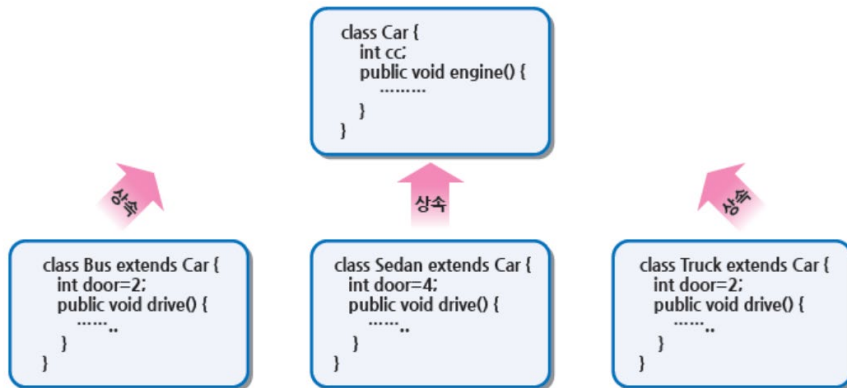 class Car {
int cc;
public void engine() {
………
}
}
상속
상속
상속
class Bus extends Car {
int door=2;
public void drive() {
……..
}
}
class Sedan extends Car {
int door=4;
public void drive() {
……..
}
}
class Truck extends Car {
int door=2;
public void drive() {
……..
}
}